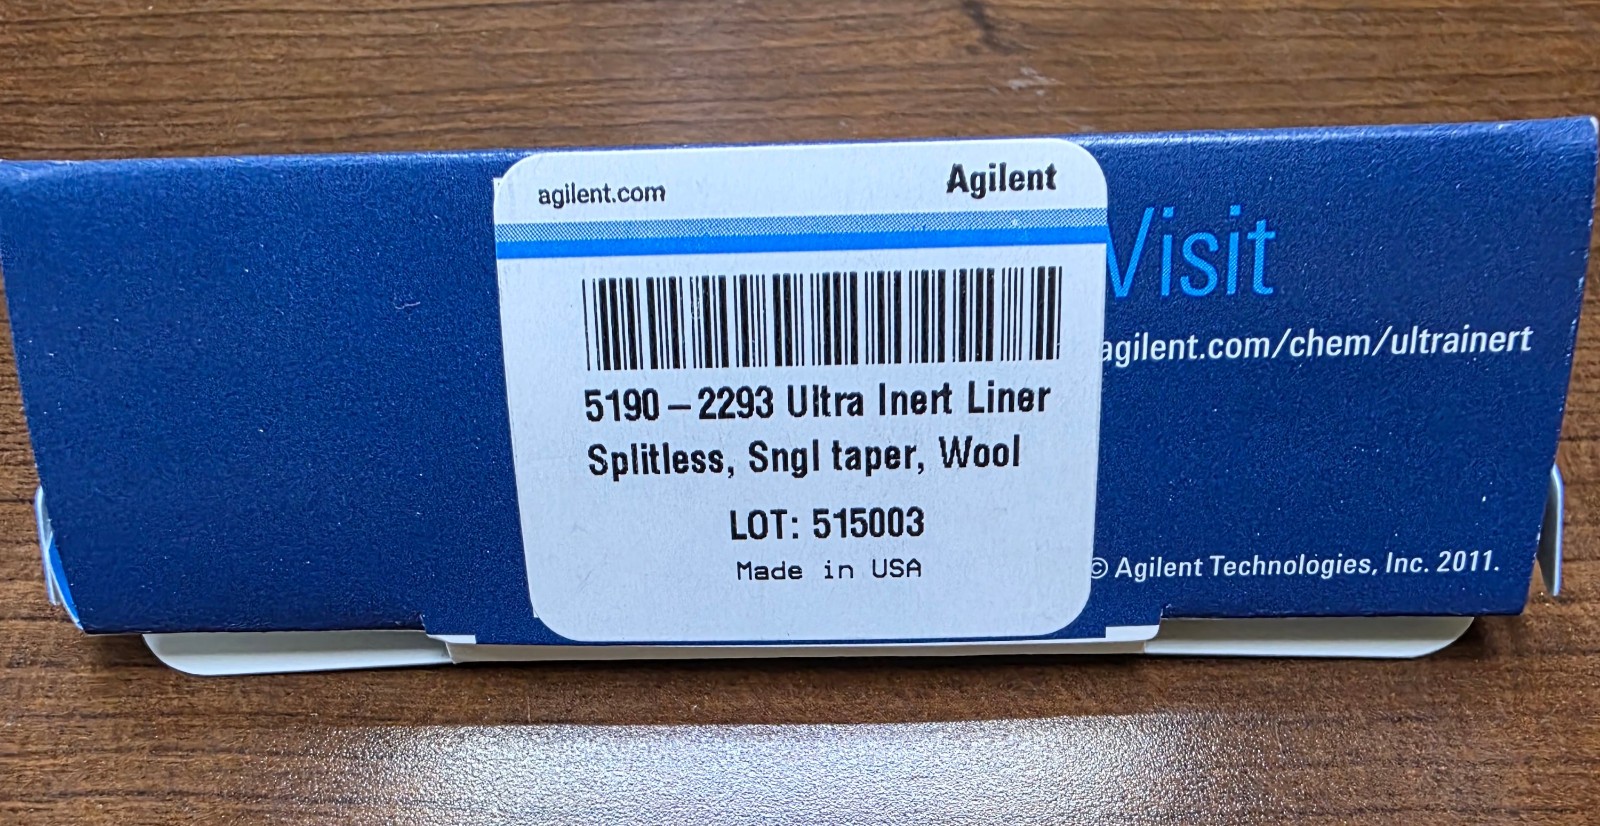 agilent.com
Agilent
5190-2293 Ultra Inert Liner
Splitless, Sngl taper, Wool
LOT: 515003
Made in USA
Visit
agilent.com/chem/ultrainert
© Agilent Technologies, Inc. 2011.